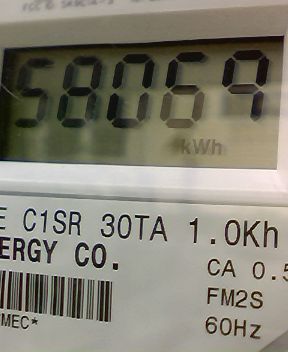 58069
kWh
E C1SR 30TA 1.0Kh
ERGY CO.
CA 0.5
FM2S
60Hz
MEC*